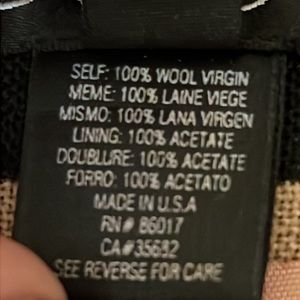 SELF: 100% WOOL VIRGIN
MEME: 100% LAINE VIEGE
MISMO: 100% LANA VIRGEN
LINING: 100% ACETATE
DOUBLURE: 100% ACETATE
FORRO: 100% ACETATO
MADE IN U.S.A
RN# 86017
CA#35682
SEE REVERSE FOR CARE